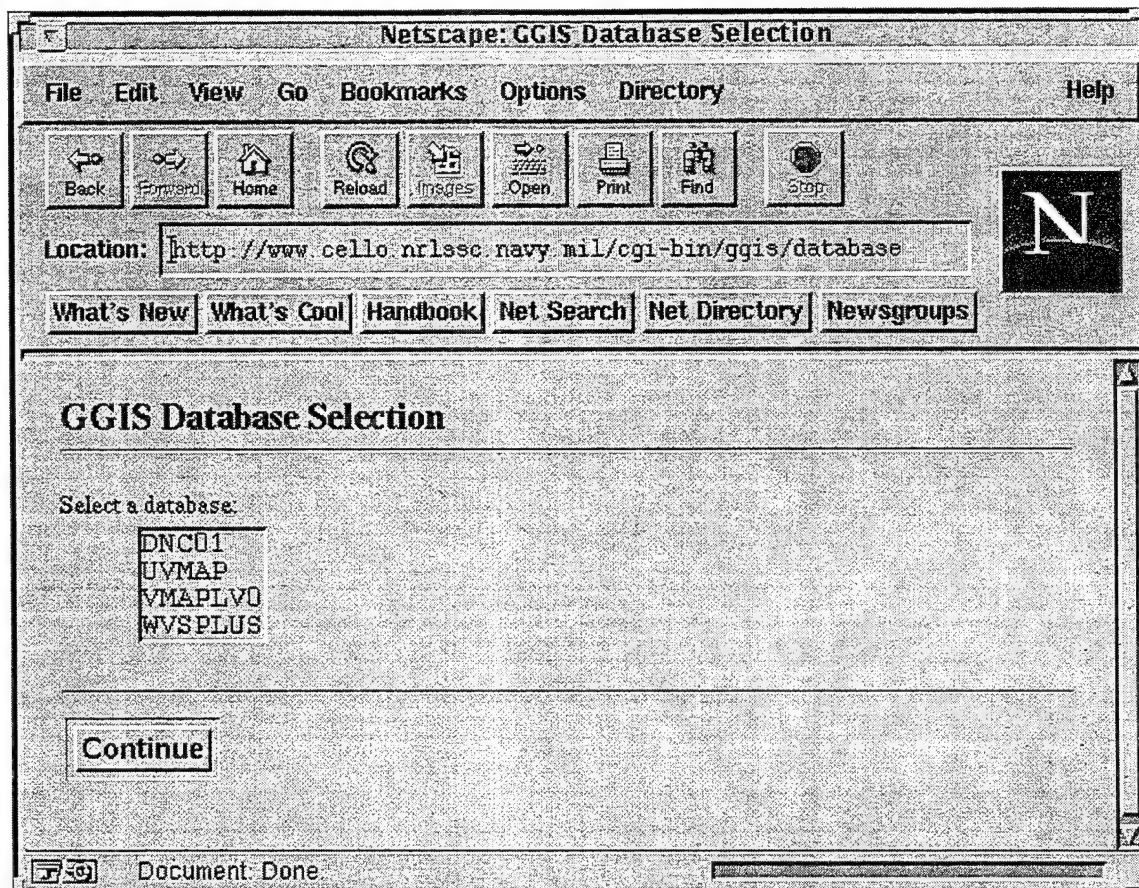 Netscape: GGIS Database Selection
File Edit View Go Bookmarks Options Directory Help
Back Forward Home Reload Images Open Print Find Stop
N
Location: http://www.cello.nrlssc.navy.mil/cgi-bin/ggis/database
What's New What's Cool Handbook Net Search Net Directory Newsgroups
GGIS Database Selection
Select a database:
DNC01
UVMAP
VMAPLV0
WVSPLUS
Continue
Document: Done.